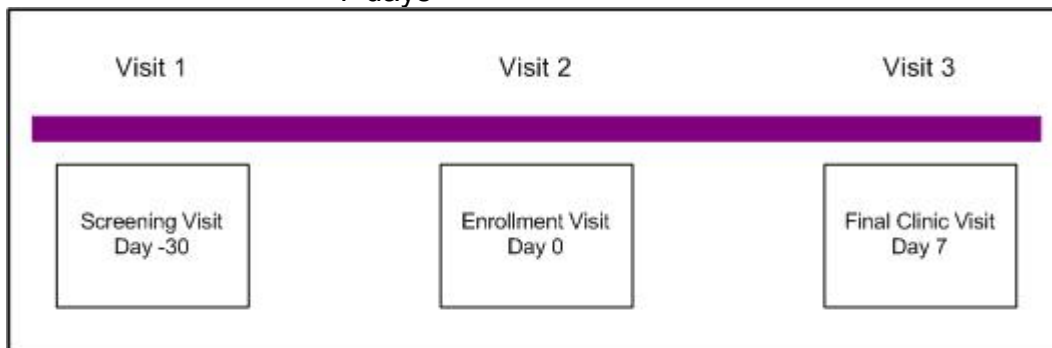 days
Visit 1
Visit 2
Visit 3
Screening Visit
Day -30
Enrollment Visit
Day 0
Final Clinic Visit
Day 7